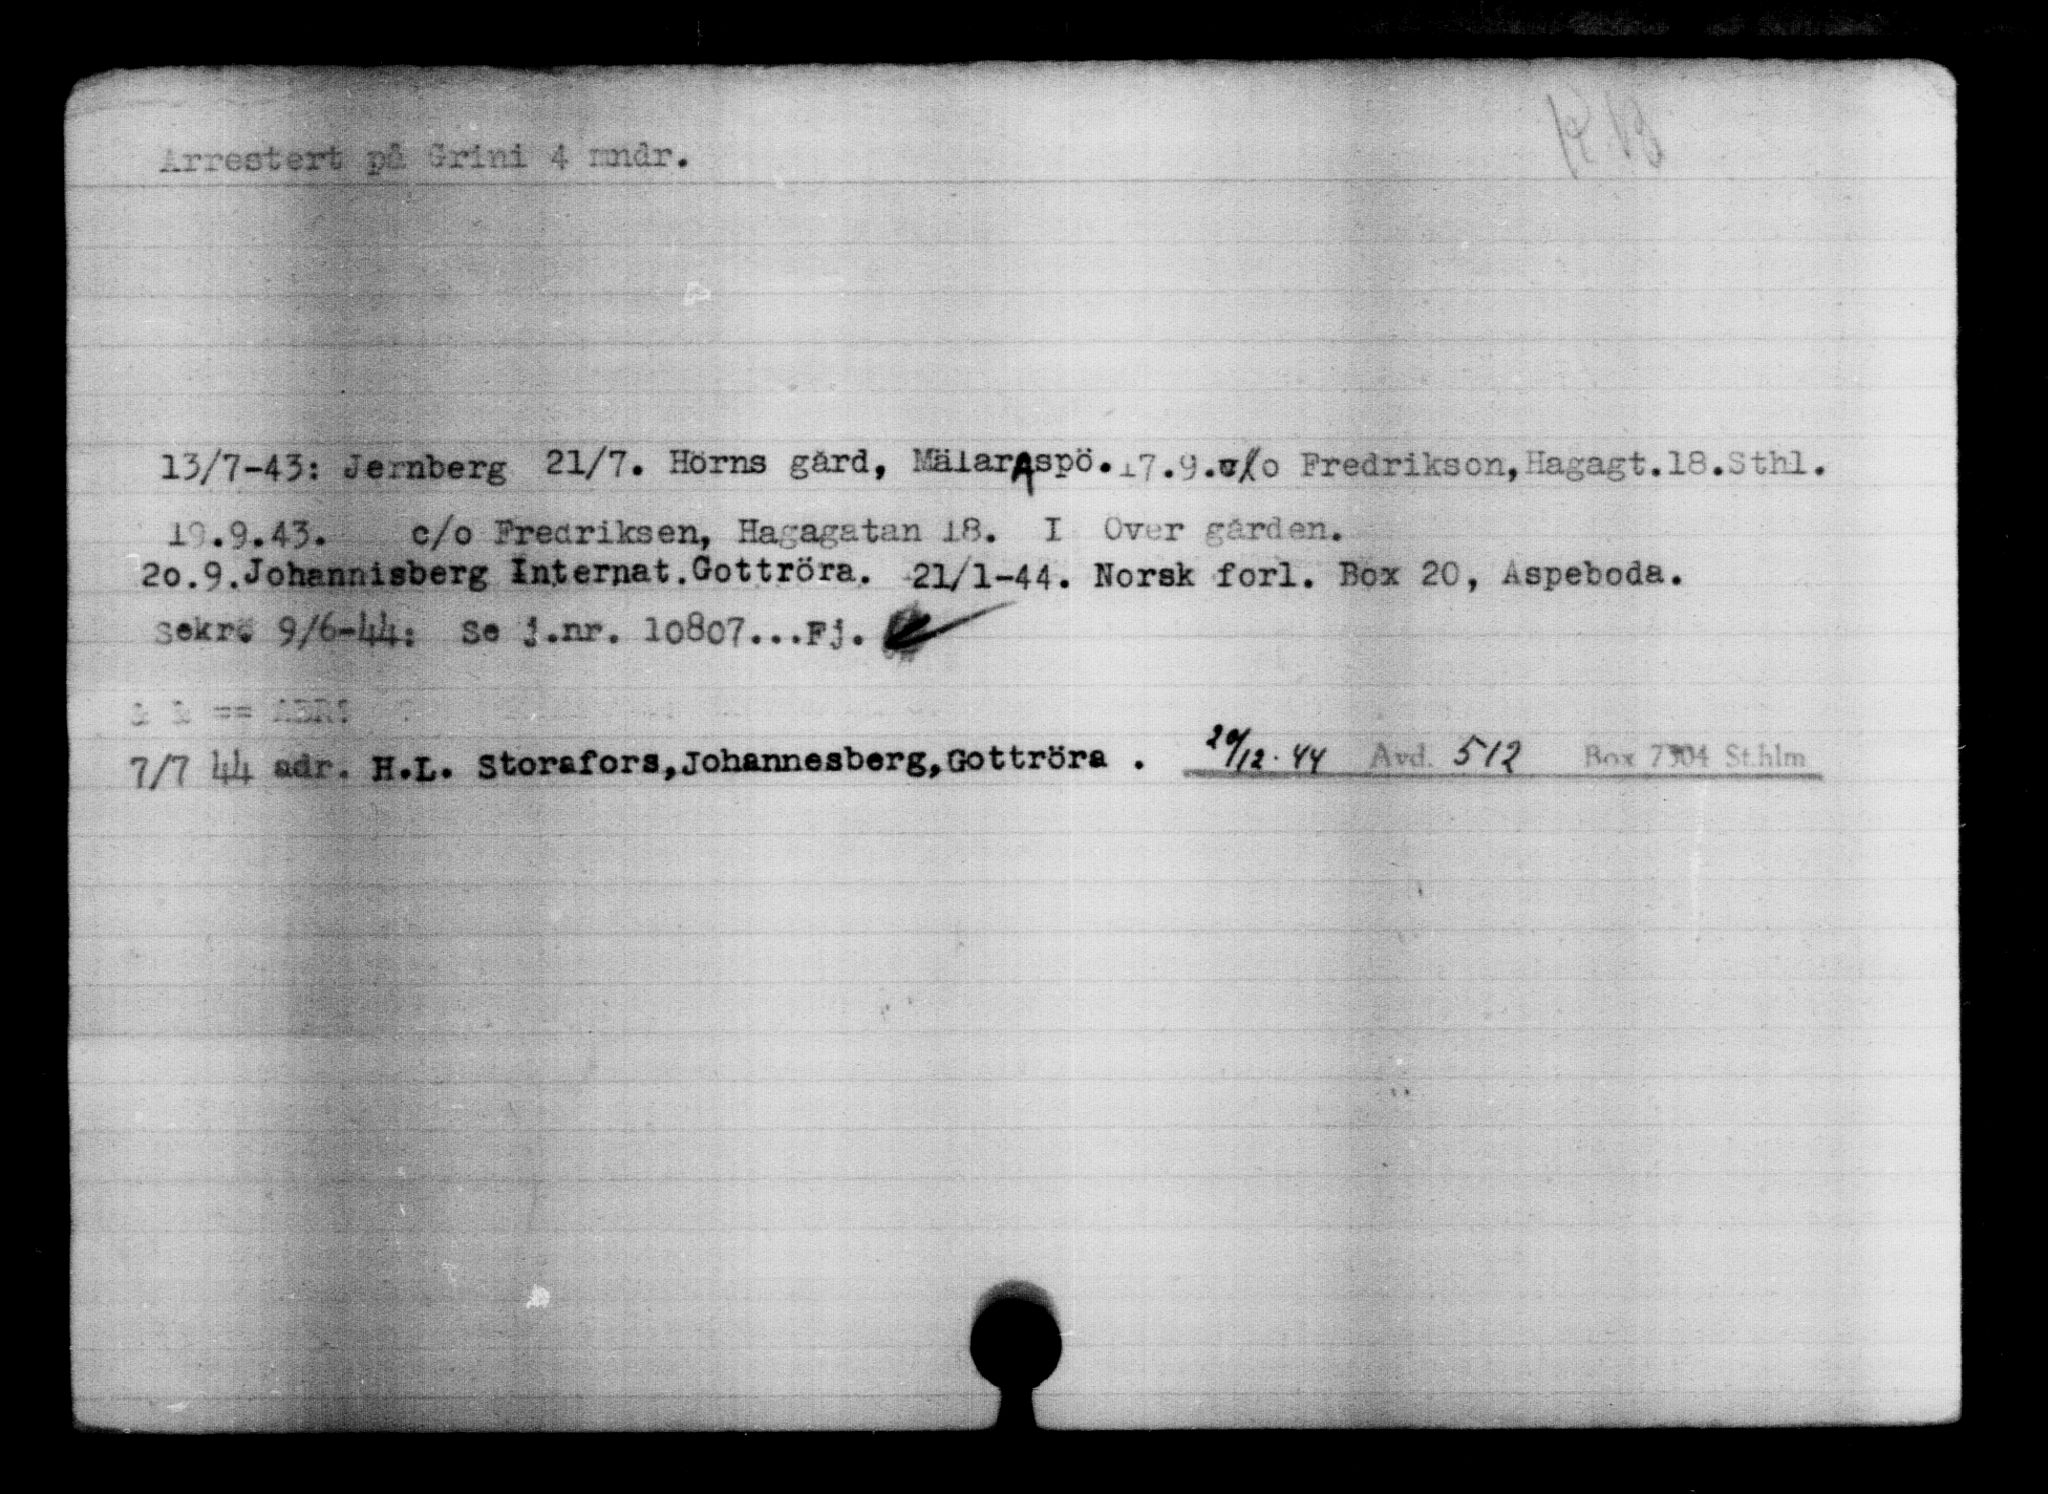 Arrestert på Grini 4 mndr.
13/7-43: Jernberg 21/7. Hörns gård, MälarAspö. 17.9.c/o Fredrikson, Hagagt.18.Sthl.
19.9.43. c/o Fredriksen, Hagagatan 18. I Over gården.
20.9.Johannisberg Internat.Gottröra. 21/1-44. Norsk forl. Box 20, Aspeboda.
Sekr. 9/6-44: Se j.nr. 10807...Fj.
& & ==
7/7 44 adr. H.L. Storafors,Johannesberg,Gottröra . 20/12.44 Avd. 512 Box 7304 St.hlm